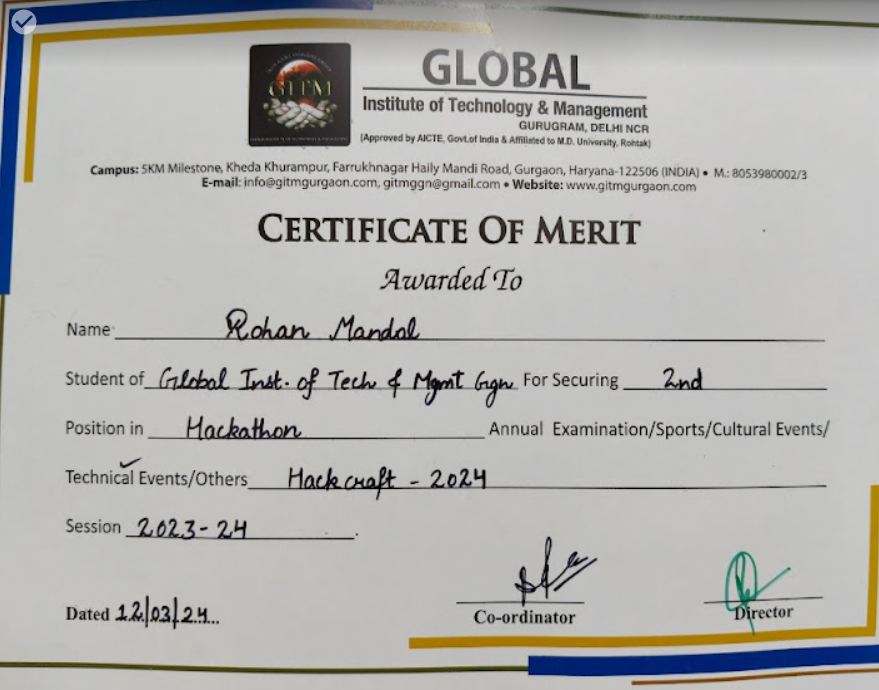 GITM
GLOBAL
Institute of Technology & Management
GURUGRAM, DELHI NCR
(Approved by AICTE, Govt.of India & Affiliated to M.D. University, Rohtak)
Campus: 5KM Milestone, Kheda Khurampur, Farrukhnagar Haily Mandi Road, Gurgaon, Haryana-122506 (INDIA) • M.: 8053980002/3
E-mail: info@gitmgurgaon.com, gitmggn@gmail.com • Website: www.gitmgurgaon.com
CERTIFICATE OF MERIT
Awarded To
Name Rohan Mandal
Student of Global Inst. of Tech & Mgmt Ggn For Securing 2nd
Position in Hackathon Annual Examination/Sports/Cultural Events/
Technical Events/Others Hackcraft - 2024
Session 2023-24
Dated 12/03/24...
Co-ordinator
Director